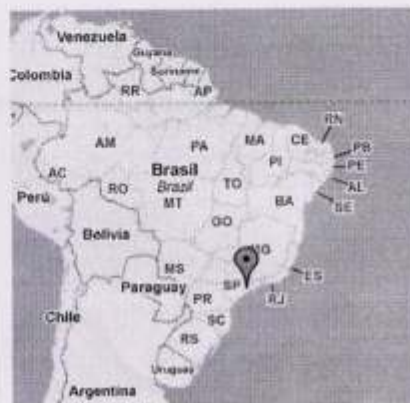 Venezuela
Guyana
Suriname
Colombia
RR
AP
AM
PA
MA
CE
RN
PB
PE
AL
SE
PI
AC
RO
Brasil
Brazil
TO
MT
BA
Perú
GO
Bolivia
MG
MS
ES
SP
RJ
Paraguay
PR
Chile
SC
RS
Uruguay
Argentina